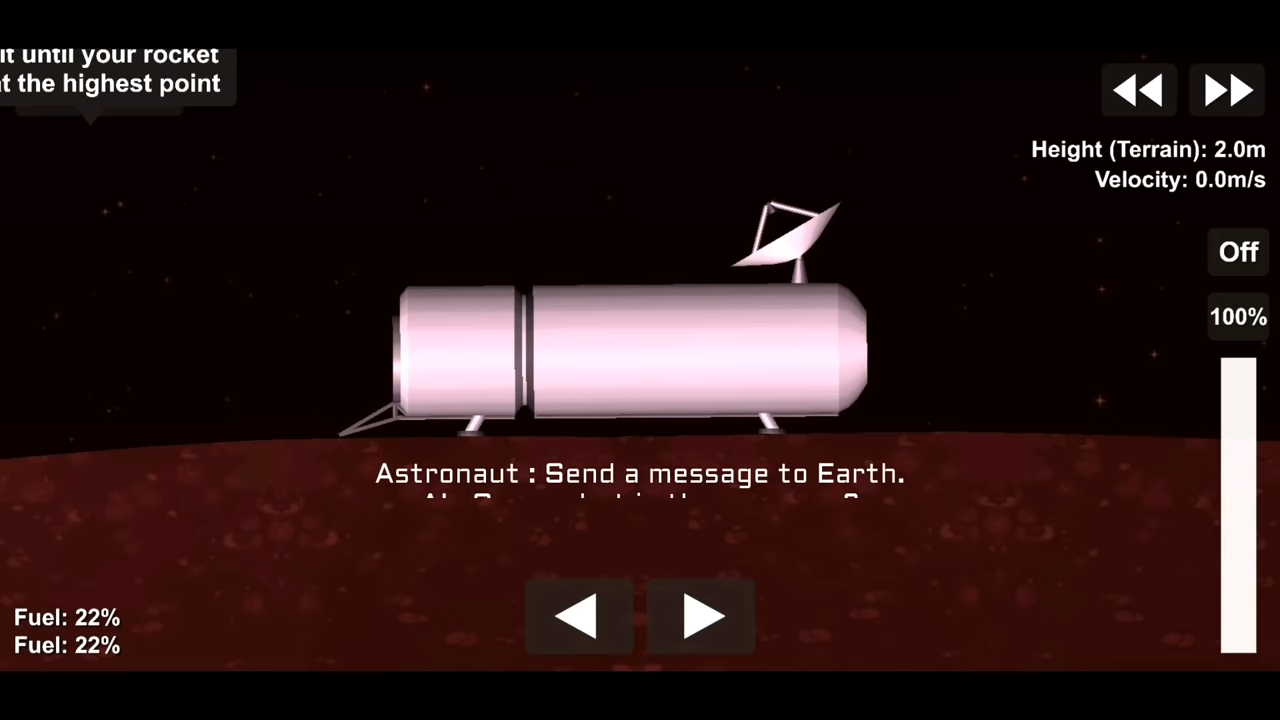 it until your rocket
at the highest point
Height (Terrain): 2.0m
Velocity: 0.0m/s
Off
100%
Astronaut : Send a message to Earth.
Fuel: 22%
Fuel: 22%